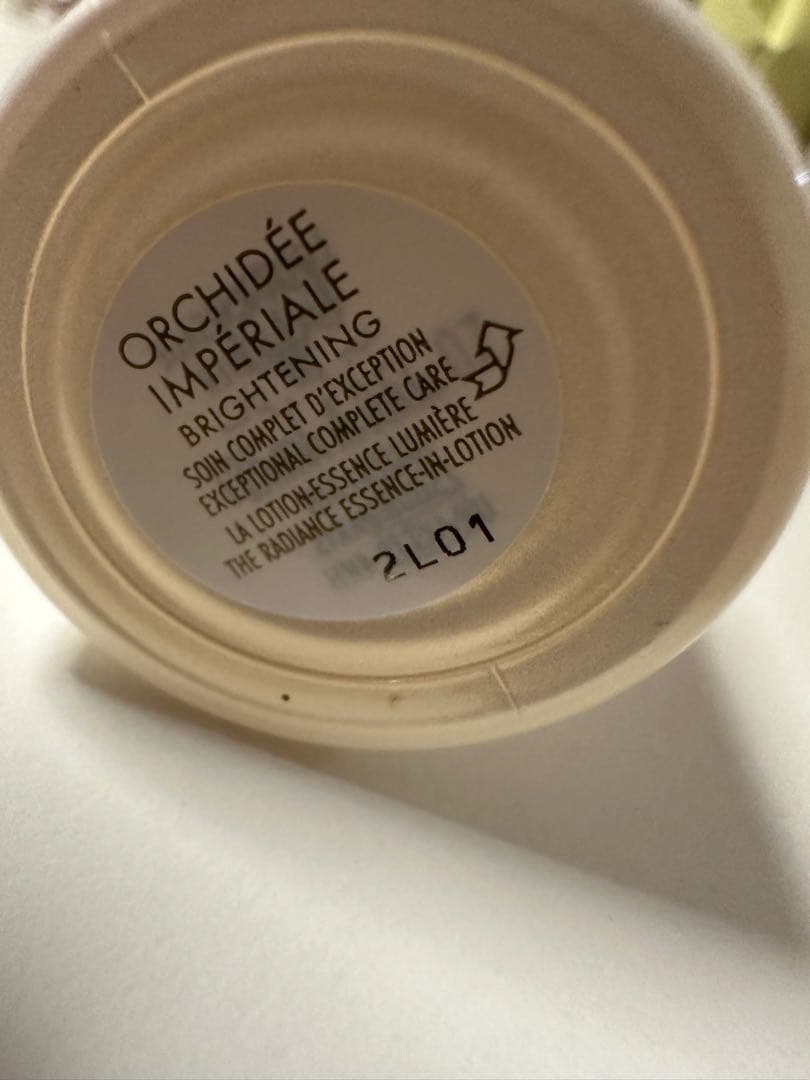 ORCHIDÉE
IMPÉRIALE
BRIGHTENING
SOIN COMPLET D'EXCEPTION
EXCEPTIONAL COMPLETE CARE
LA LOTION-ESSENCE LUMIÈRE
THE RADIANCE ESSENCE-IN-LOTION
2L01